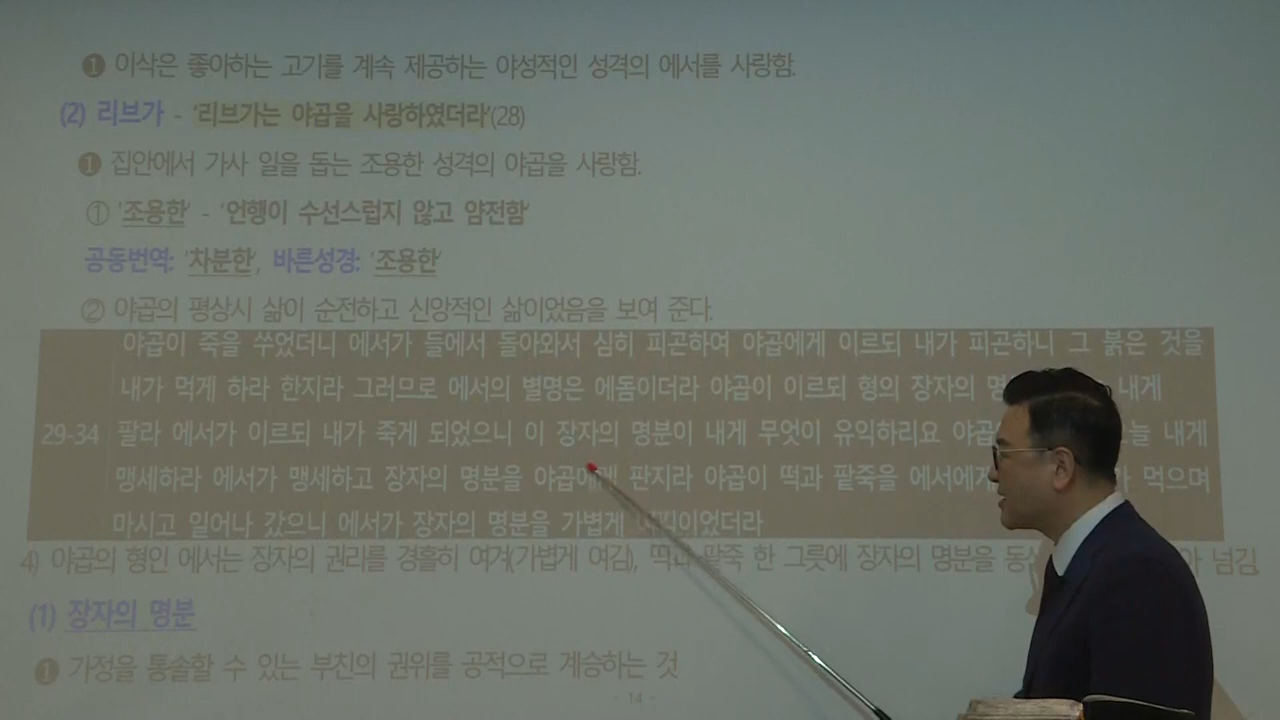 ❶ 이삭은 좋아하는 고기를 계속 제공하는 야성적인 성격의 에서를 사랑함.
(2) 리브가 - '리브가는 야곱을 사랑하였더라'(28)
❶ 집안에서 가사 일을 돕는 조용한 성격의 야곱을 사랑함.
① '조용한' - '언행이 수선스럽지 않고 얌전함'
공동번역: '차분한', 바른성경: '조용한'
② 야곱의 평상시 삶이 순전하고 신앙적인 삶이었음을 보여 준다.
야곱이 죽을 쑤었더니 에서가 들에서 돌아와서 심히 피곤하여 야곱에게 이르되 내가 피곤하니 그 붉은 것을
내가 먹게 하라 한지라 그러므로 에서의 별명은 에돔이더라 야곱이 이르되 형의 장자의 내게
29-34 팔라 에서가 이르되 내가 죽게 되었으니 이 장자의 명분이 내게 무엇이 유익하리요 내게
맹세하라 에서가 맹세하고 장자의 명분을 야곱에게 판지라 야곱이 떡과 팥죽을 먹으며
마시고 일어나 갔으니 에서가 장자의 명분을 가볍게
4) 야곱의 형인 에서는 장자의 권리를 경홀히 여겨(가볍게 여김), 떡과 팥죽 한 그릇에 장자의 명분을 넘김.
(1) 장자의 명분
❶ 가정을 통솔할 수 있는 부친의 권위를 공적으로 계승하는 것
- 14 -